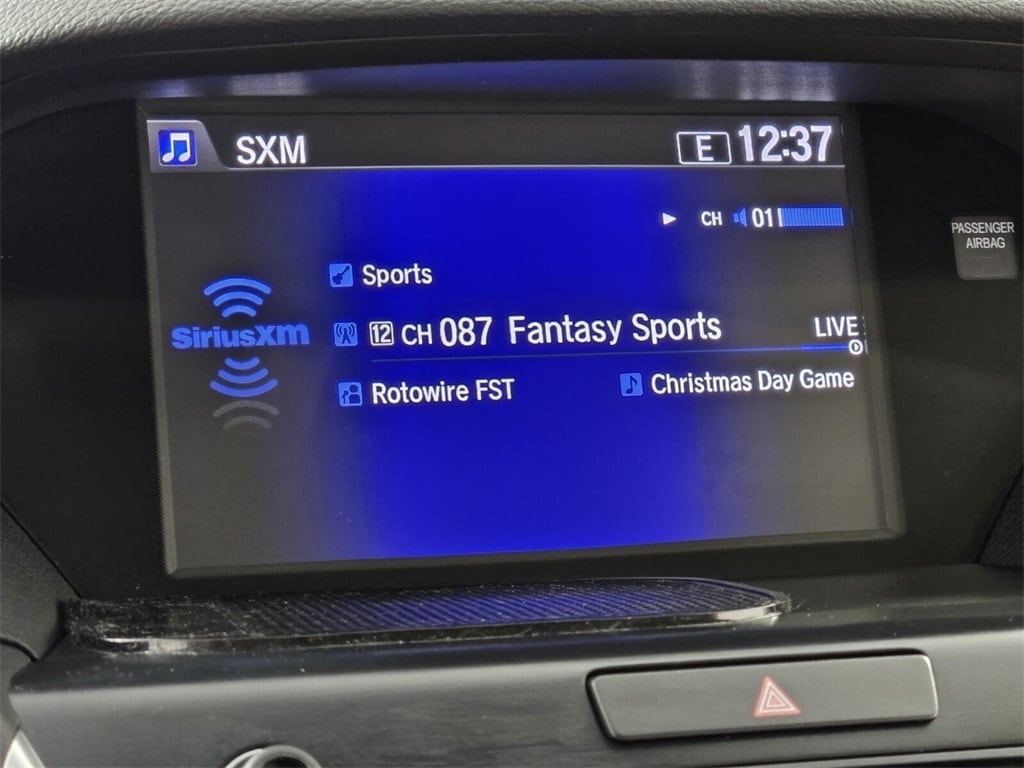 SXM E 12:37
CH 01
Sports
SiriusXm 12 CH 087 Fantasy Sports LIVE
Rotowire FST Christmas Day Game
PASSENGER
AIRBAG